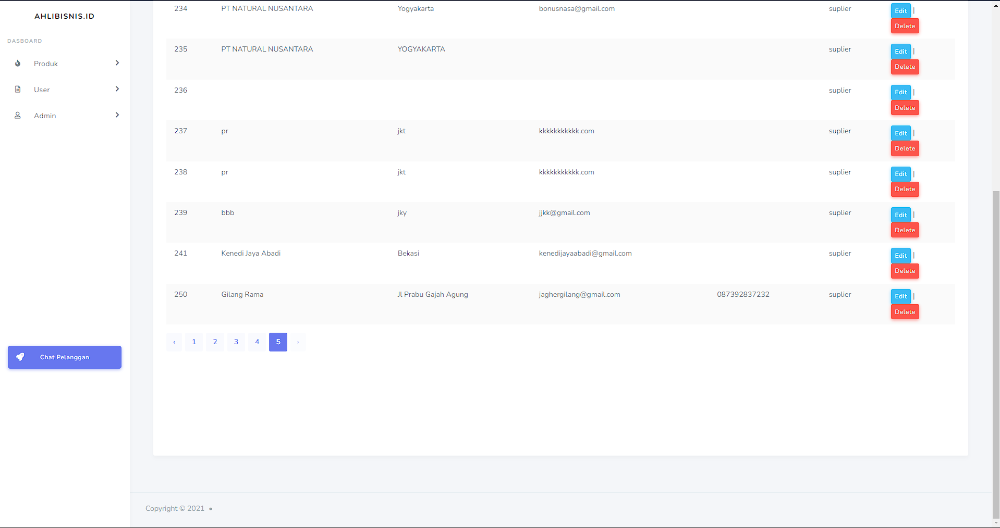 AHLIBISNIS.ID
DASBOARD
Produk
User
Admin
Chat Pelanggan
234 PT NATURAL NUSANTARA Yogyakarta bonusnasa@gmail.com suplier Edit |
Delete
235 PT NATURAL NUSANTARA YOGYAKARTA suplier Edit |
Delete
236 suplier Edit |
Delete
237 pr jkt kkkkkkkkkkk.com suplier Edit |
Delete
238 pr jkt kkkkkkkkkkk.com suplier Edit |
Delete
239 bbb jky jjkk@gmail.com suplier Edit |
Delete
241 Kenedi Jaya Abadi Bekasi kenedijayaabadi@gmail.com suplier Edit |
Delete
250 Gilang Rama Jl Prabu Gajah Agung jaghergilang@gmail.com 087392837232 suplier Edit |
Delete
‹ 1 2 3 4 5 ›
Copyright © 2021 •